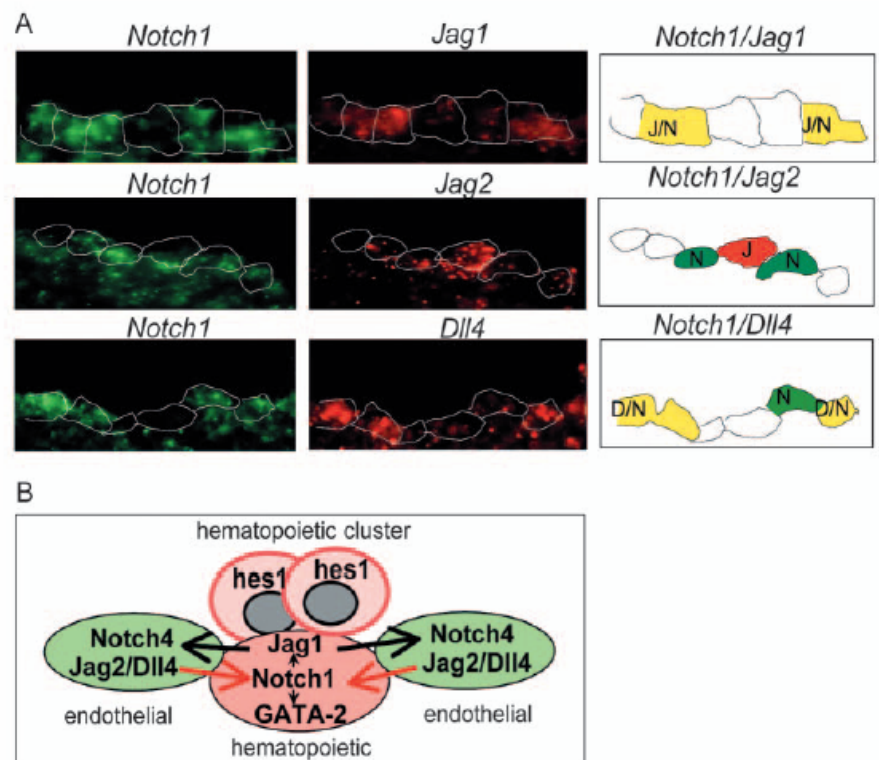 A
Notch1 Jag1 Notch1/Jag1
J/N J/N
Notch1 Jag2 Notch1/Jag2
N J N
Notch1 Dll4 Notch1/Dll4
D/N N D/N
B
hematopoietic cluster
hes1 hes1
Notch4 Jag1 Notch4
Jag2/Dll4 Notch1 Jag2/Dll4
endothelial GATA-2 endothelial
hematopoietic